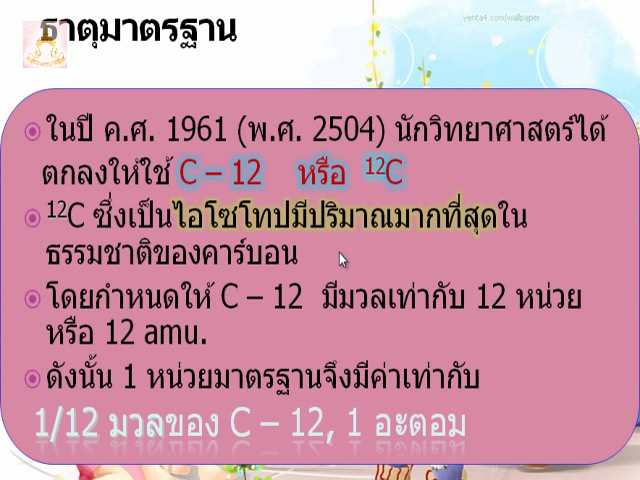 ธาตุมาตรฐาน
yenta4.com/wallpaper
ในปี ค.ศ. 1961 (พ.ศ. 2504) นักวิทยาศาสตร์ได้
ตกลงให้ใช้ C – 12 หรือ ¹²C
¹²C ซึ่งเป็นไอโซโทปมีปริมาณมากที่สุดใน
ธรรมชาติของคาร์บอน
โดยกำหนดให้ C – 12 มีมวลเท่ากับ 12 หน่วย
หรือ 12 amu.
ดังนั้น 1 หน่วยมาตรฐานจึงมีค่าเท่ากับ
1/12 มวลของ C – 12, 1 อะตอม